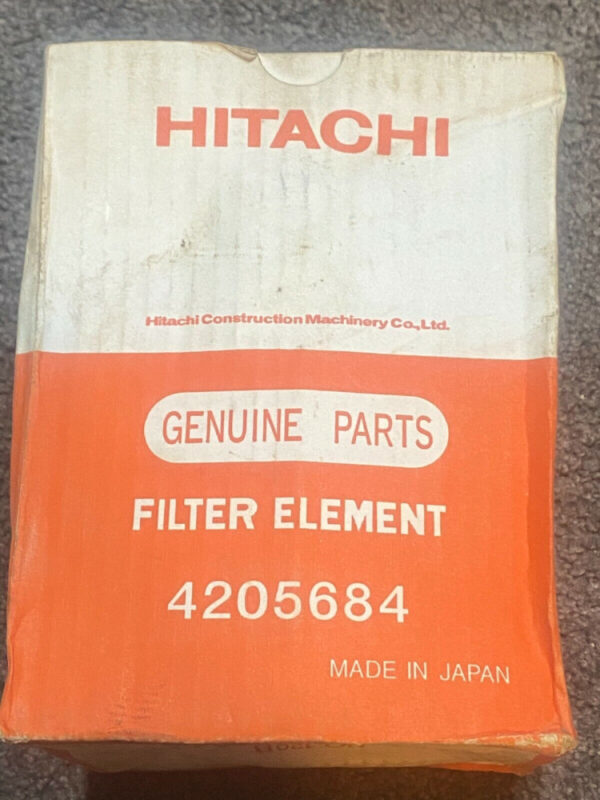 HITACHI
Hitachi Construction Machinery Co.,Ltd.
GENUINE PARTS
FILTER ELEMENT
4205684
MADE IN JAPAN